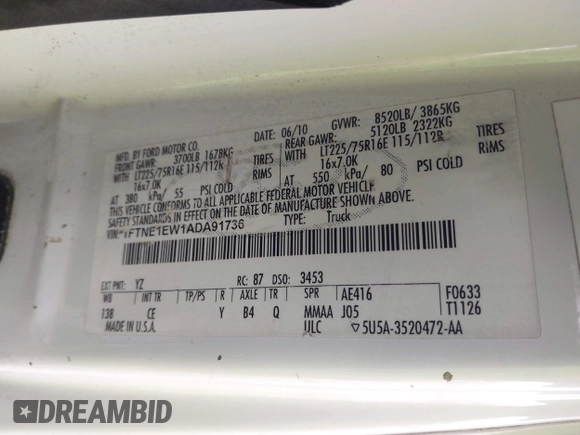 MFD. BY FORD MOTOR CO.
DATE 06/10 GVWR: 8520LB/ 3865KG
FRONT GAWR: 3700LB 1678KG
REAR GAWR: 5120LB 2322KG
WITH LT225/75R16E 115/112R TIRES
WITH LT225/75R16E 115/112R TIRES
16x7.0K RIMS
16x7.0K RIMS
AT 380 kPa/ 55 PSI COLD
AT 550 kPa/ 80 PSI COLD
THIS VEHICLE CONFORMS TO ALL APPLICABLE FEDERAL MOTOR VEHICLE
SAFETY STANDARDS IN EFFECT ON THE DATE OF MANUFACTURE SHOWN ABOVE.
VIN: 1FTNE1EW1ADA91736
TYPE: Truck
EXT PNT: YZ RC: 87 DSO: 3453
WB INT TR TP/PS R AXLE TR SPR AE416 F0633
138 Y B4 Q MMAA J05 T1126
MADE IN U.S.A. ULC 5U5A-3520472-AA
DREAMBID